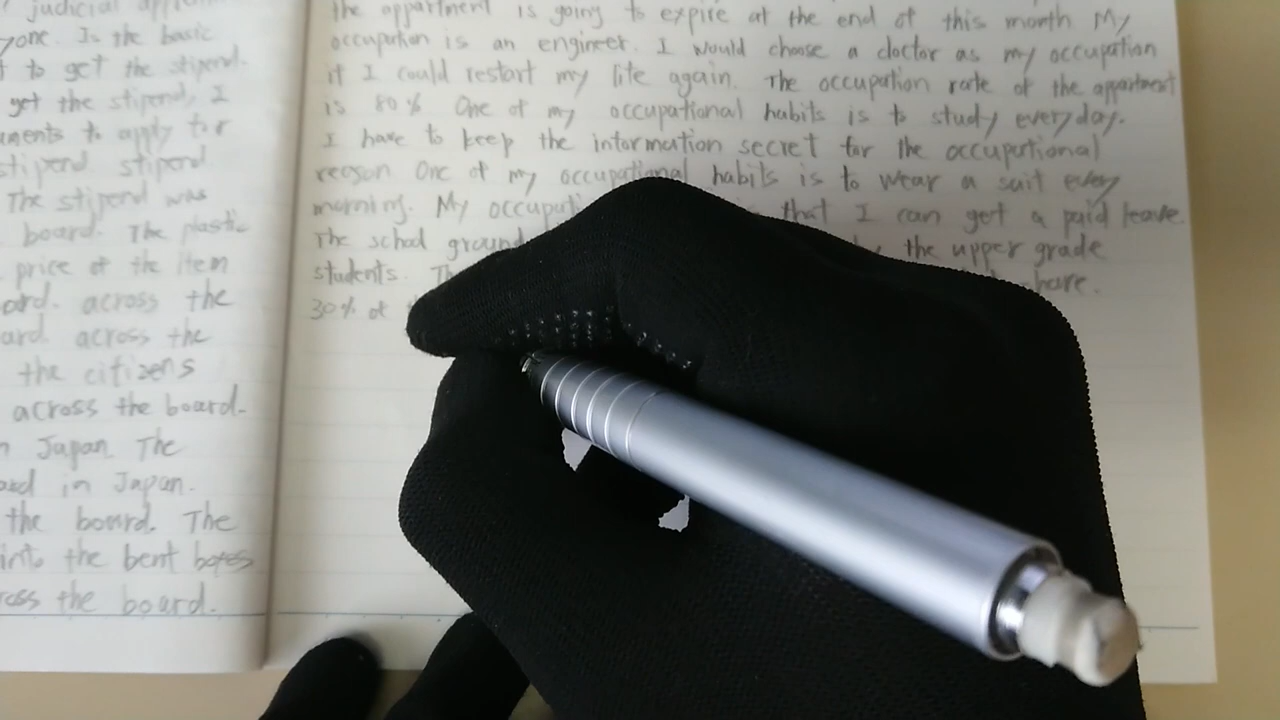 judicial
yone. Is the basic
t to get the stipend.
get the stipend, I
uments to apply for
stipend stipend
The stipend was
board. The plastic
price of the item
ard. across the
ard across the
the citizens
across the board.
Japan The
in Japan.
the board. The
into the bent boxes
ross the board.
the appartment is going to expire at the end of this month My
occupation is an engineer. I would choose a doctor as my occupation
if I could restart my life again. The occupation rate of the appartment
is 80% One of my occupational habits is to study everyday.
I have to keep the information secret for the occupational
reason One of my occupational habits is to wear a suit every
morning. My occupati that I can get a paid leave
The school ground the upper grade
students. Th share.
30% of